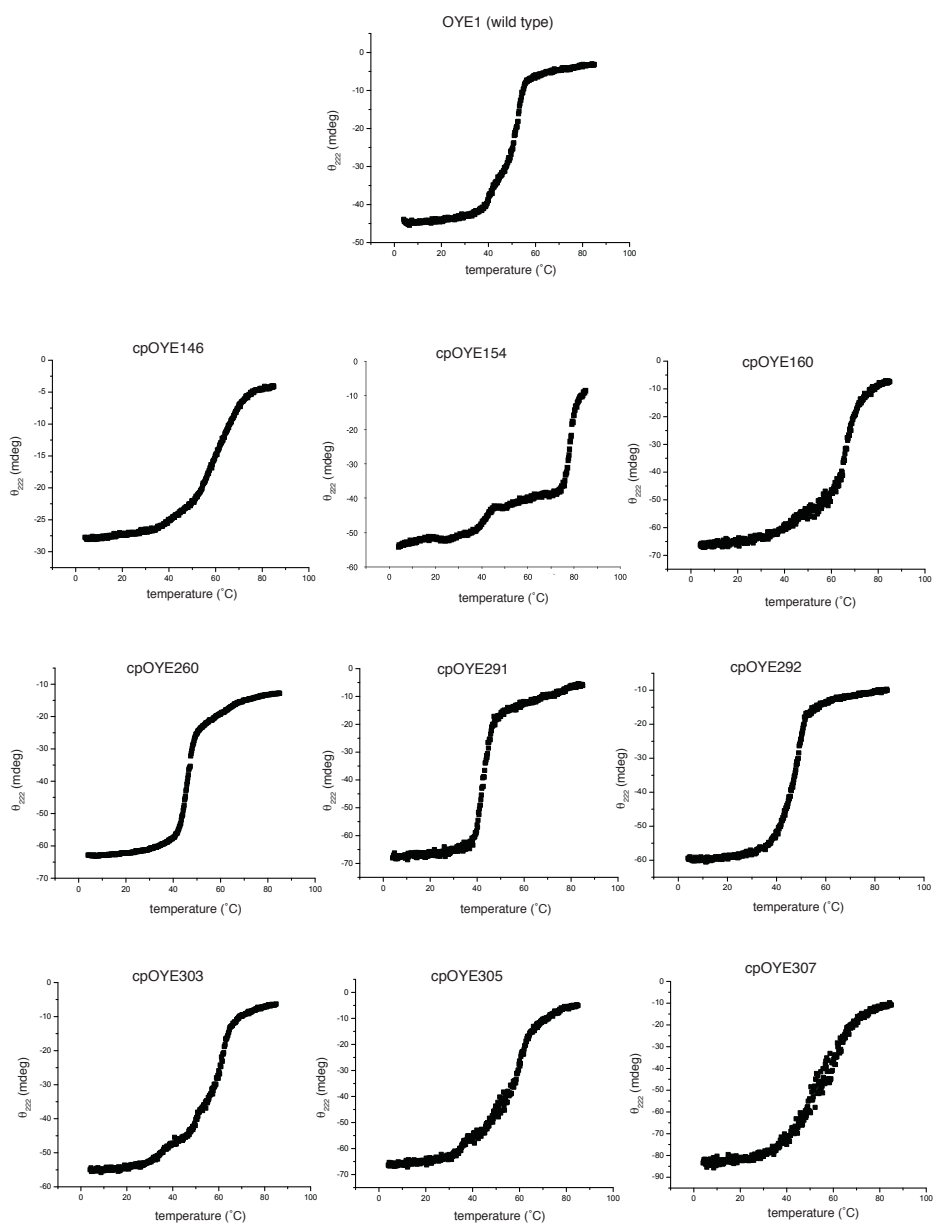 OYE1 (wild type)
0
-10
-20
-30
-40
-50
θ222 (mdeg)
0 20 40 60 80 100
temperature (˚C)
cpOYE146
0
-5
-10
-15
-20
-25
-30
θ222 (mdeg)
0 20 40 60 80 100
temperature (˚C)
cpOYE154
0
-10
-20
-30
-40
-50
-60
θ222 (mdeg)
0 20 40 60 80 100
temperature (˚C)
cpOYE160
0
-10
-20
-30
-40
-50
-60
-70
θ222 (mdeg)
0 20 40 60 80 100
temperature (˚C)
cpOYE260
-10
-20
-30
-40
-50
-60
-70
θ222 (mdeg)
0 20 40 60 80 100
temperature (˚C)
cpOYE291
0
-10
-20
-30
-40
-50
-60
-70
θ222 (mdeg)
0 20 40 60 80 100
temperature (˚C)
cpOYE292
-10
-20
-30
-40
-50
-60
θ222 (mdeg)
0 20 40 60 80 100
temperature (˚C)
cpOYE303
0
-10
-20
-30
-40
-50
-60
θ222 (mdeg)
0 20 40 60 80 100
temperature (˚C)
cpOYE305
0
-10
-20
-30
-40
-50
-60
-70
θ222 (mdeg)
0 20 40 60 80 100
temperature (˚C)
cpOYE307
0
-10
-20
-30
-40
-50
-60
-70
-80
-90
θ222 (mdeg)
0 20 40 60 80 100
temperature (˚C)